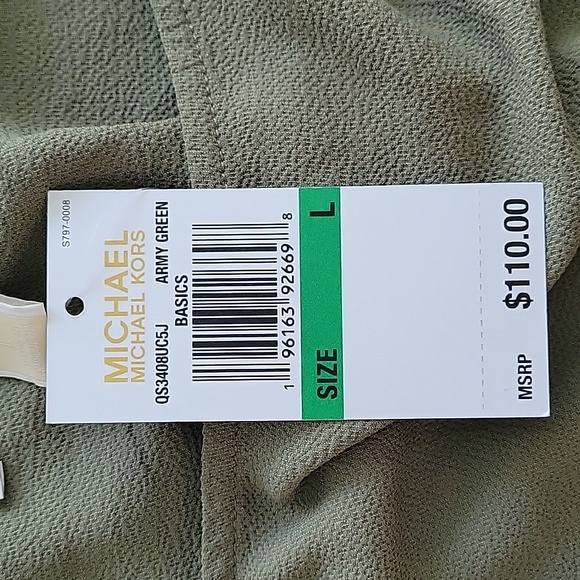 S797-0008
MICHAEL
MICHAEL KORS
QS3408UC5J ARMY GREEN
BASICS
1 96163 92669 8
SIZE L
MSRP $110.00